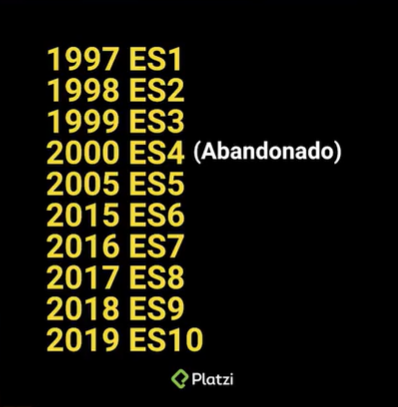 1997 ES1
1998 ES2
1999 ES3
2000 ES4 (Abandonado)
2005 ES5
2015 ES6
2016 ES7
2017 ES8
2018 ES9
2019 ES10
Platzi